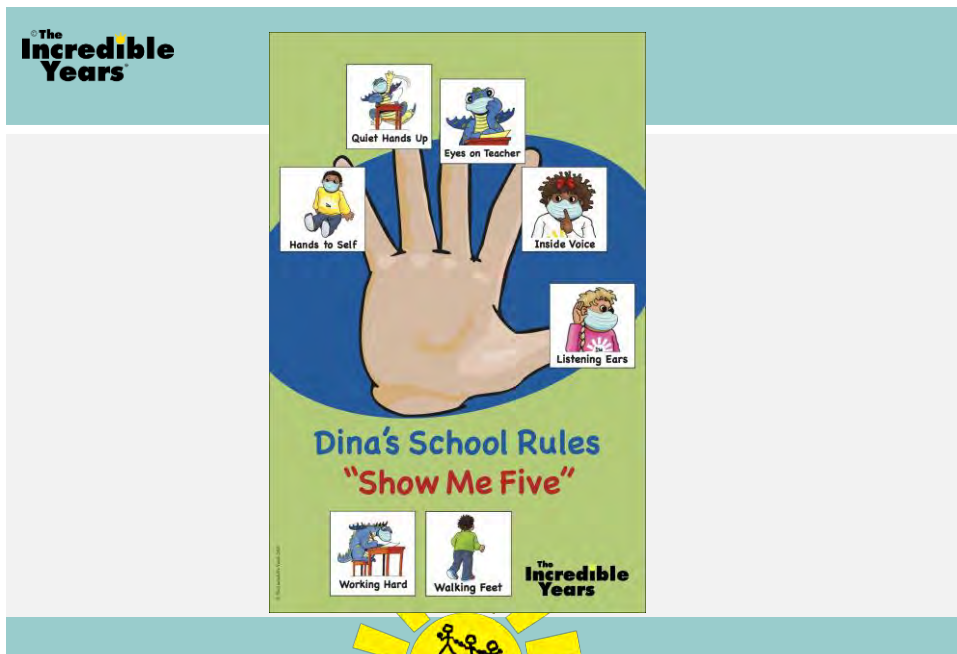 © The
Incredible
Years®
Quiet Hands Up
Eyes on Teacher
Hands to Self
Inside Voice
Listening Ears
Dina's School Rules
"Show Me Five"
Working Hard
Walking Feet
The
Incredible
Years